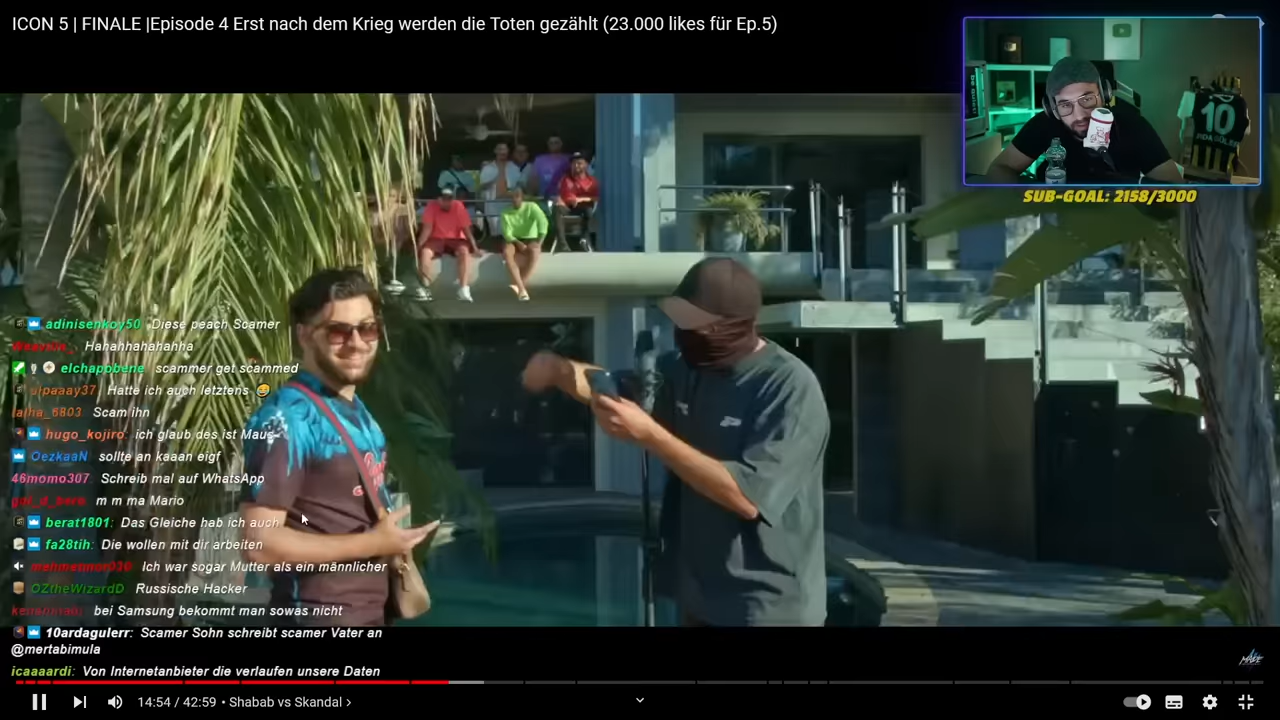 ICON 5 | FINALE |Episode 4 Erst nach dem Krieg werden die Toten gezählt (23.000 likes für Ep.5)
10
SUB-GOAL: 2158/3000
adinisenkoy50 Diese peach Scamer
Hahahhahahahha
elchapobene scammer get scammed
Hatte ich auch letztens
Scam ihn
hugo_kojiro: ich glaub des ist Maus
OezkaaN sollte an kaaan eigf
46momo307 Schreib mal auf WhatsApp
m m ma Mario
berat1801: Das Gleiche hab ich auch
fa28tih: Die wollen mit dir arbeiten
Ich war sogar Mutter als ein männlicher
OZtheWizardD Russische Hacker
bei Samsung bekommt man sowas nicht
10ardagulerr: Scamer Sohn schreibt scamer Vater an
@mertabimula
icaaaardi: Von Internetanbieter die verlaufen unsere Daten
14:54 / 42:59 • Shabab vs Skandal ›